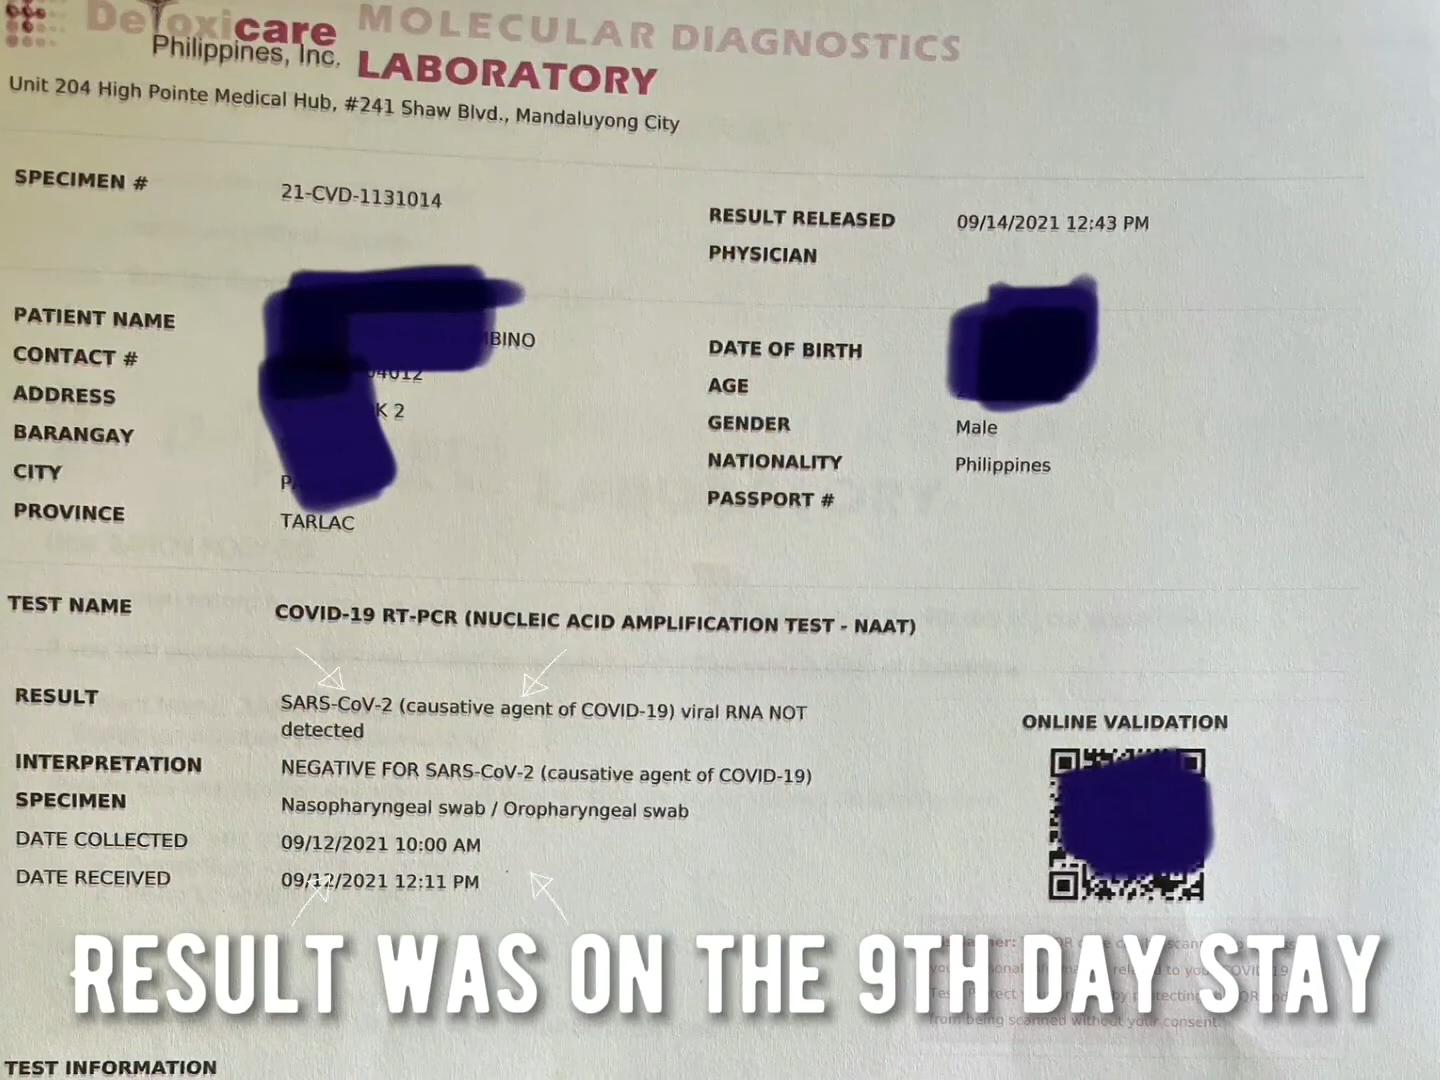 DeToxicare MOLECULAR DIAGNOSTICS
Philippines, Inc. LABORATORY
Unit 204 High Pointe Medical Hub, #241 Shaw Blvd., Mandaluyong City
SPECIMEN # 21-CVD-1131014
RESULT RELEASED 09/14/2021 12:43 PM
PHYSICIAN
PATIENT NAME
CONTACT #
ADDRESS K 2
BARANGAY
CITY
PROVINCE TARLAC
DATE OF BIRTH
AGE
GENDER Male
NATIONALITY Philippines
PASSPORT #
TEST NAME COVID-19 RT-PCR (NUCLEIC ACID AMPLIFICATION TEST - NAAT)
RESULT SARS-CoV-2 (causative agent of COVID-19) viral RNA NOT
detected
INTERPRETATION NEGATIVE FOR SARS-CoV-2 (causative agent of COVID-19)
SPECIMEN Nasopharyngeal swab / Oropharyngeal swab
DATE COLLECTED 09/12/2021 10:00 AM
DATE RECEIVED 09/12/2021 12:11 PM
ONLINE VALIDATION
RESULT WAS ON THE 9TH DAY STAY
from being scanned without your consent.
TEST INFORMATION